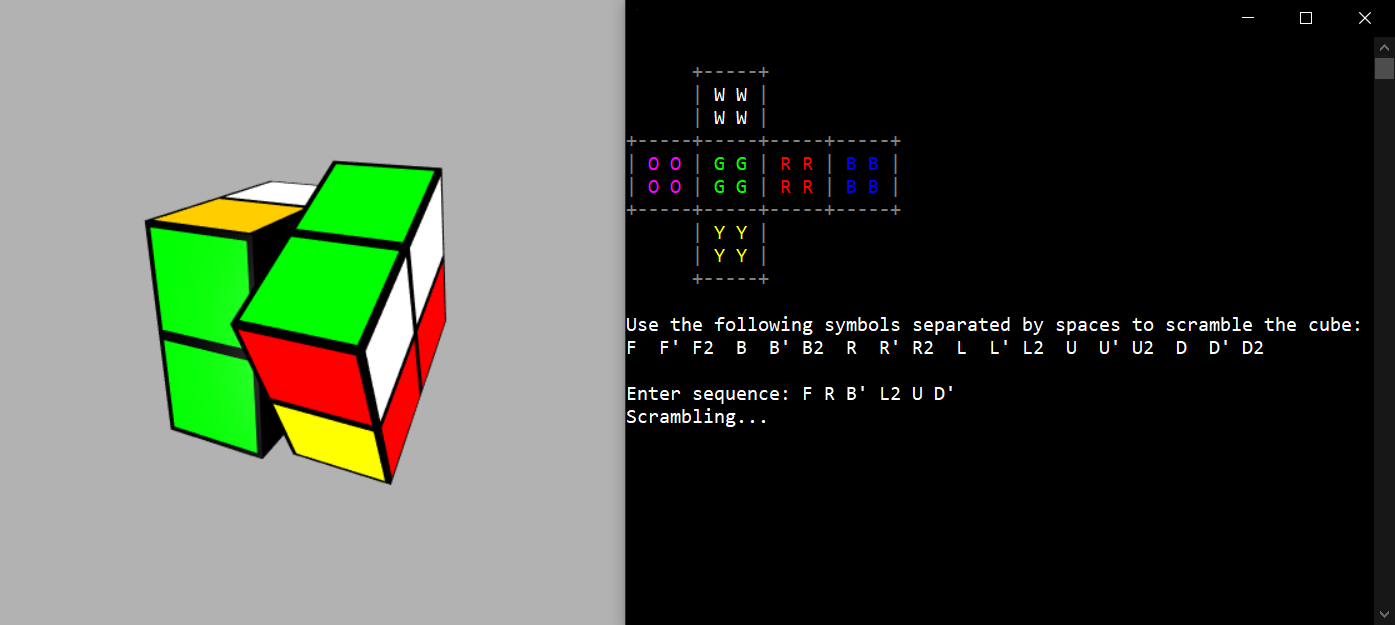 +-----+
| W W |
| W W |
+-----+-----+-----+-----+
| O O | G G | R R | B B |
| O O | G G | R R | B B |
+-----+-----+-----+-----+
| Y Y |
| Y Y |
+-----+
Use the following symbols separated by spaces to scramble the cube:
F F' F2 B B' B2 R R' R2 L L' L2 U U' U2 D D' D2
Enter sequence: F R B' L2 U D'
Scrambling...